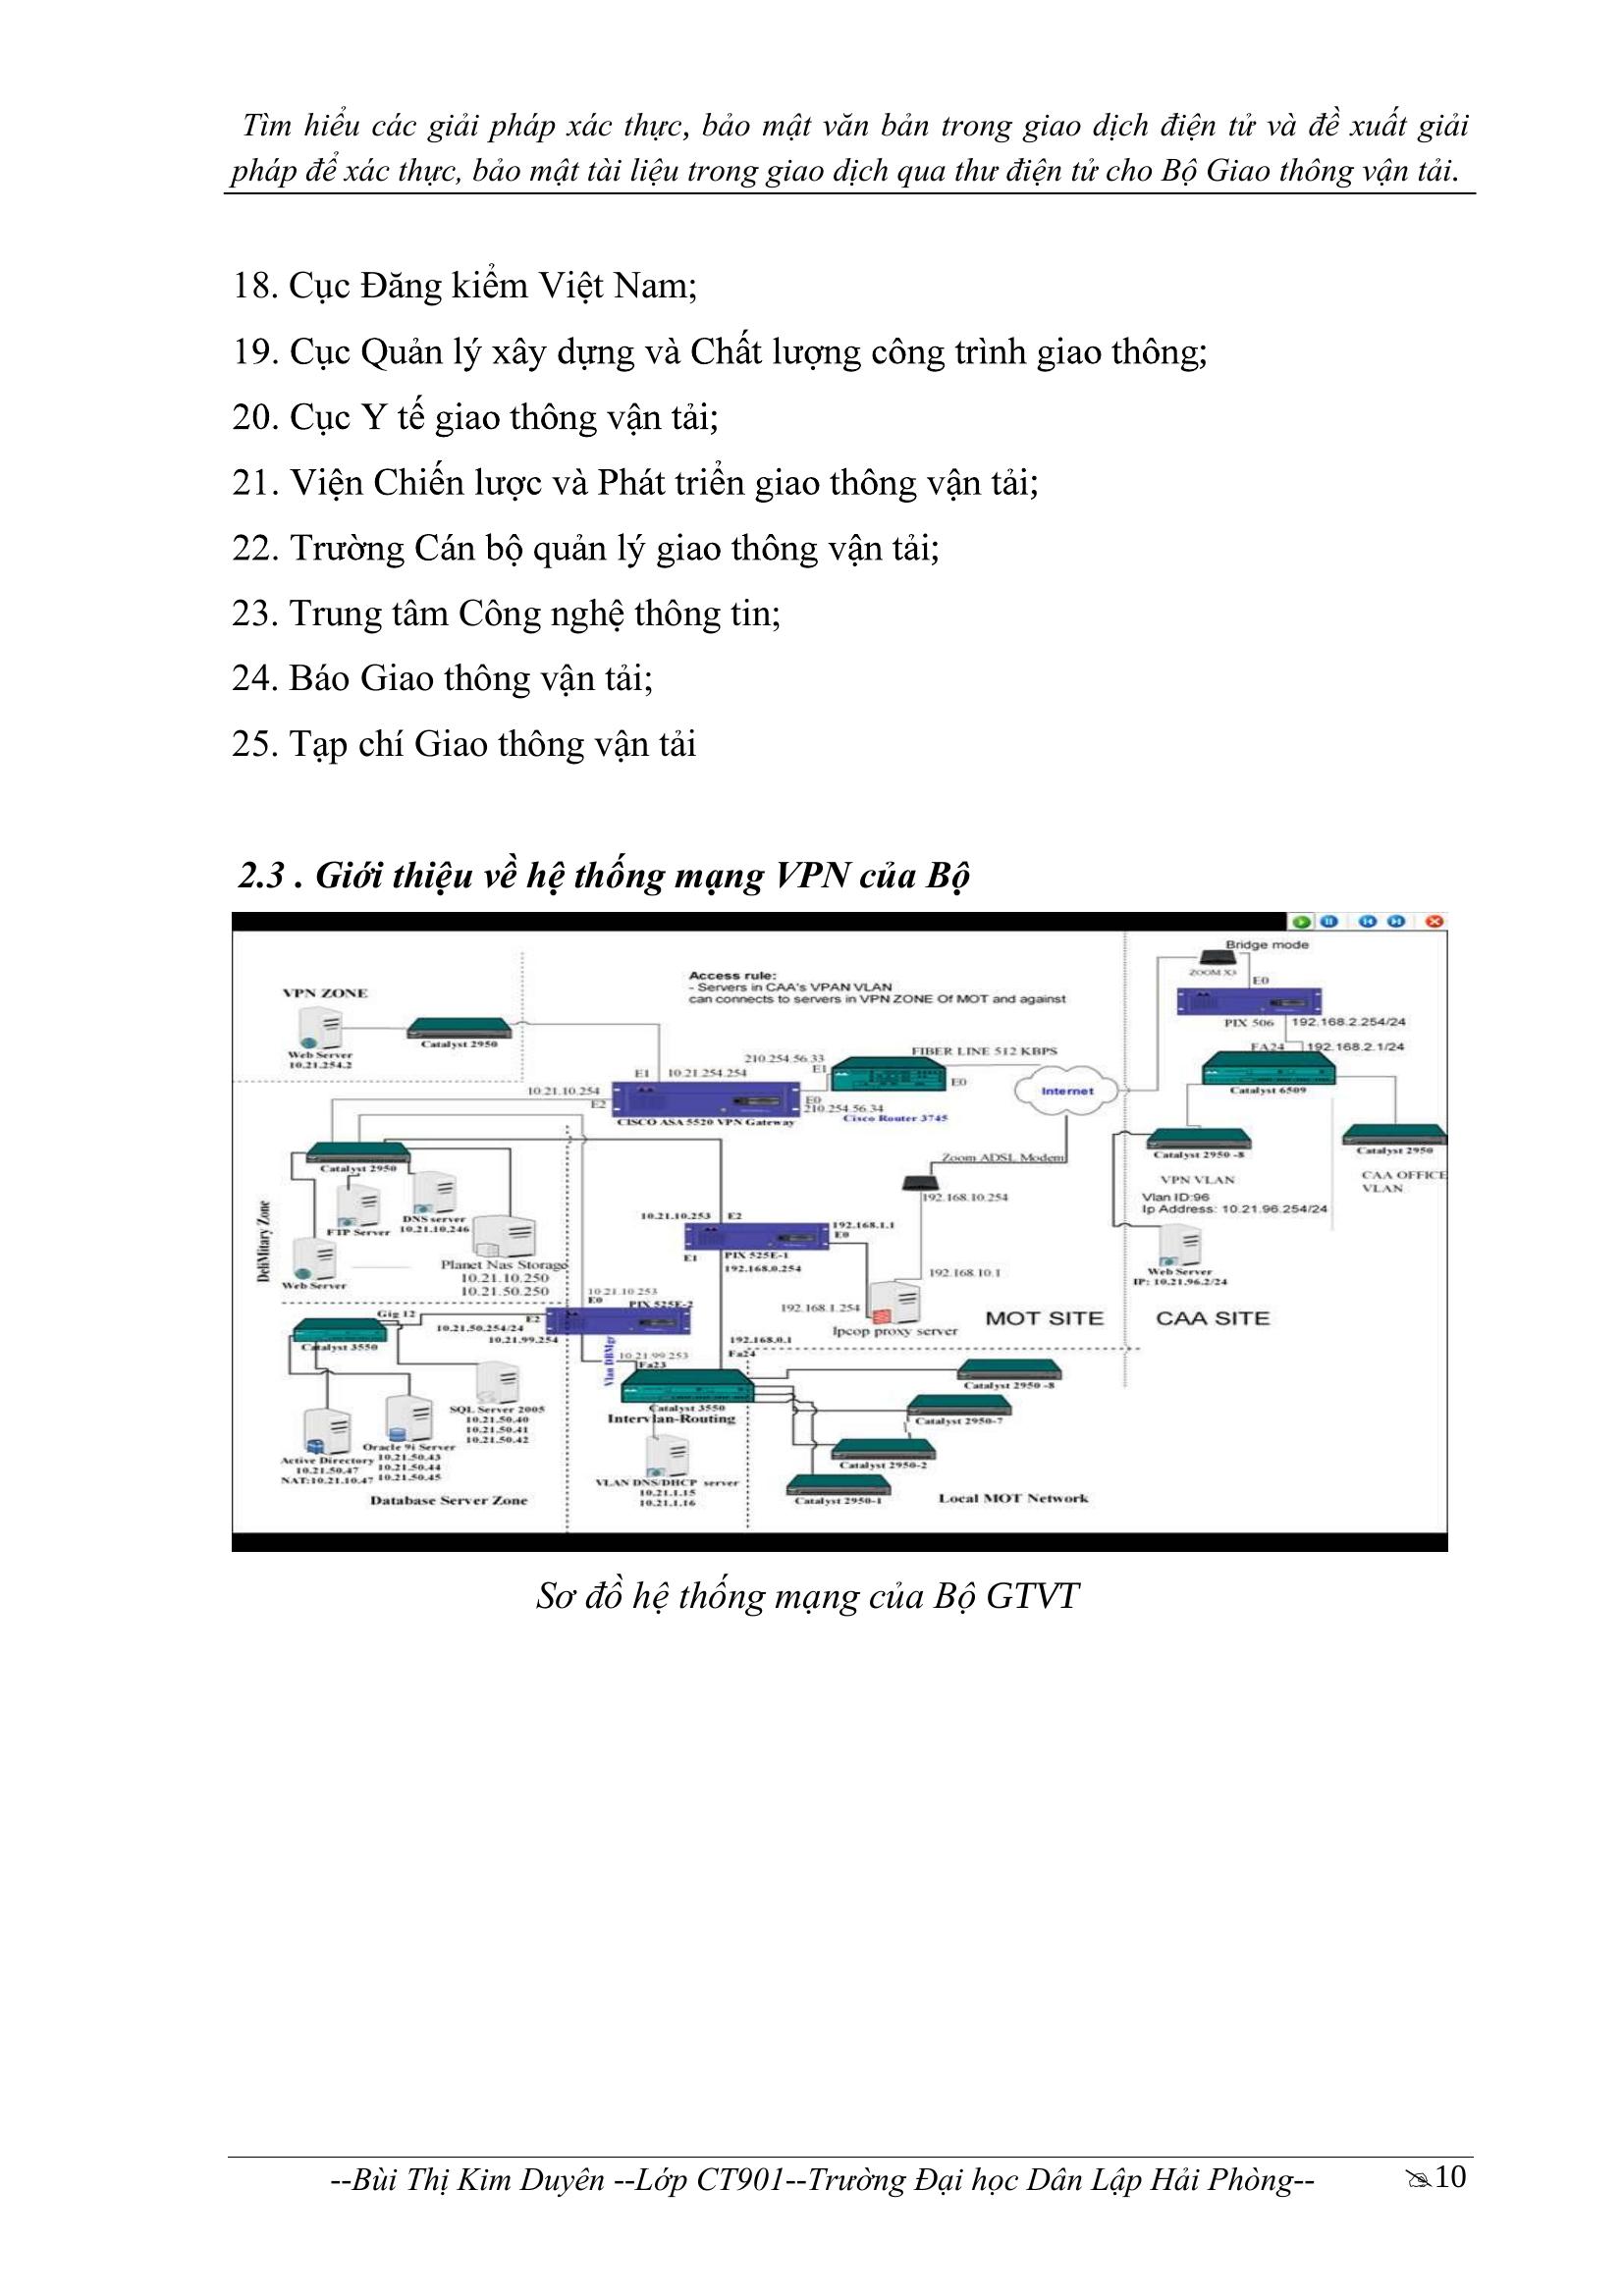 Tìm hiểu các giải pháp xác thực, bảo mật văn bản trong giao dịch điện tử và đề xuất giải
pháp để xác thực, bảo mật tài liệu trong giao dịch qua thư điện tử cho Bộ Giao thông vận tải.
18. Cục Đăng kiểm Việt Nam;
19. Cục Quản lý xây dựng và Chất lượng công trình giao thông;
20. Cục Y tế giao thông vận tải;
21. Viện Chiến lược và Phát triển giao thông vận tải;
22. Trường Cán bộ quản lý giao thông vận tải;
23. Trung tâm Công nghệ thông tin;
24. Báo Giao thông vận tải;
25. Tạp chí Giao thông vận tải
2.3 . Giới thiệu về hệ thống mạng VPN của Bộ
Bridge mode
ZOOM X3
E0
PIX 506
192.168.2.254/24
FA24
192.168.2.1/24
Catalyst 6509
Access rule:
- Servers in CAA's VPAN VLAN
can connects to servers in VPN ZONE Of MOT and against
VPN ZONE
Web Server
10.21.254.2
Catalyst 2950
E1
10.21.254.254
10.21.10.254
E2
CISCO ASA 5520 VPN Gateway
210.254.56.33
E1
E0
210.254.56.34
FIBER LINE 512 KBPS
E0
Cisco Router 3745
Internet
Zoom ADSL Modem
192.168.10.254
Catalyst 2950 -8
Catalyst 2950
VPN VLAN
CAA OFFICE
VLAN
Vlan ID:96
Ip Address: 10.21.96.254/24
Web Server
IP: 10.21.96.2/24
DeliMitary Zone
Catalyst 2950
FTP Server
DNS server
10.21.10.246
Web Server
Planet Nas Storage
10.21.10.250
10.21.50.250
10.21.10.253
E2
192.168.1.1
E0
E1
PIX 525E-1
192.168.0.254
192.168.10.1
192.168.1.254
Ipcop proxy server
MOT SITE
CAA SITE
10.21.10.253
E0
PIX 525E-2
E2
Gig 12
10.21.50.254/24
10.21.99.254
Catalyst 3550
Vlan DBMgr
10.21.99.253
Fa23
192.168.0.1
Fa24
Catalyst 3550
Intervlan-Routing
SQL Server 2005
10.21.50.40
10.21.50.41
10.21.50.42
Oracle 9i Server
10.21.50.43
10.21.50.44
10.21.50.45
Active Directory
10.21.50.47
NAT:10.21.10.47
Database Server Zone
VLAN DNS/DHCP server
10.21.1.15
10.21.1.16
Catalyst 2950 -8
Catalyst 2950-7
Catalyst 2950-2
Catalyst 2950-1
Local MOT Network
Sơ đồ hệ thống mạng của Bộ GTVT
--Bùi Thị Kim Duyên --Lớp CT901--Trường Đại học Dân Lập Hải Phòng--
10